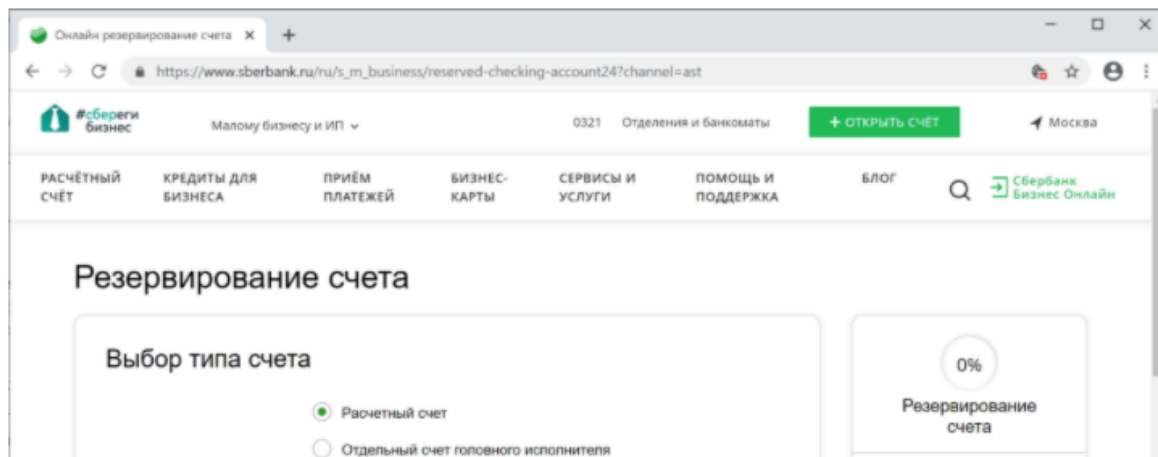 Онлайн резервирование счета
https://www.sberbank.ru/ru/s_m_business/reserved-checking-account24?channel=ast
#сбереги
бизнес
Малому бизнесу и ИП
0321
Отделения и банкоматы
+ ОТКРЫТЬ СЧЁТ
Москва
РАСЧЁТНЫЙ
СЧЁТ
КРЕДИТЫ ДЛЯ
БИЗНЕСА
ПРИЁМ
ПЛАТЕЖЕЙ
БИЗНЕС-
КАРТЫ
СЕРВИСЫ И
УСЛУГИ
ПОМОЩЬ И
ПОДДЕРЖКА
БЛОГ
Сбербанк
Бизнес Онлайн
Резервирование счета
Выбор типа счета
Расчетный счет
Отдельный счет головного исполнителя
0%
Резервирование
счета